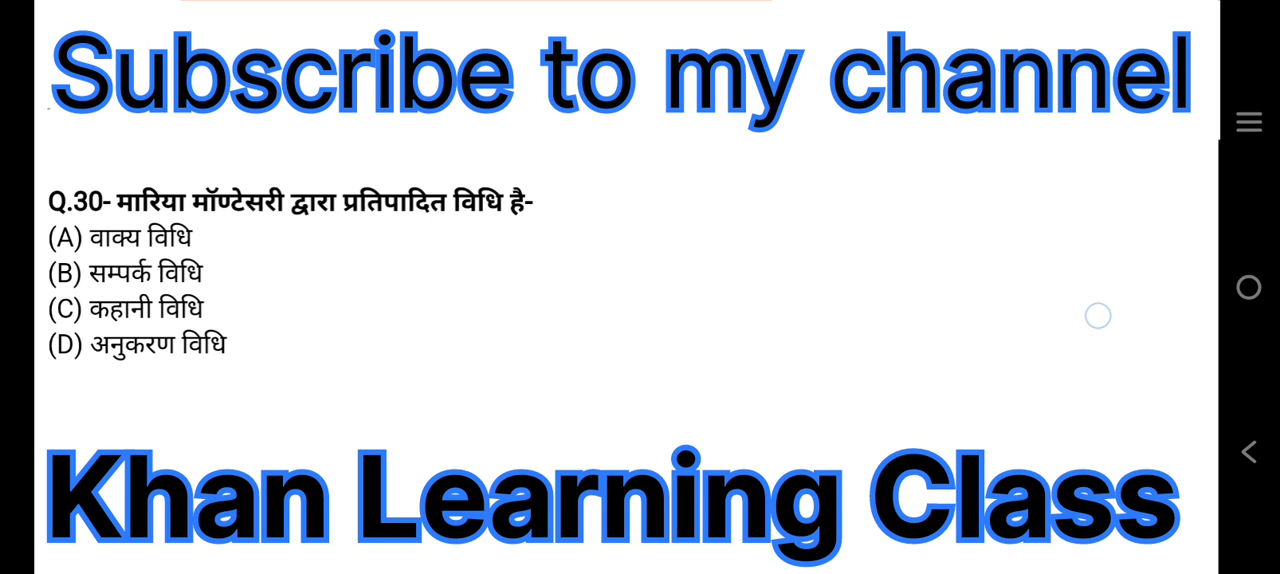 Subscribe to my channel
Q.30- मारिया मॉण्टेसरी द्वारा प्रतिपादित विधि है-
(A) वाक्य विधि
(B) सम्पर्क विधि
(C) कहानी विधि
(D) अनुकरण विधि
Khan Learning Class